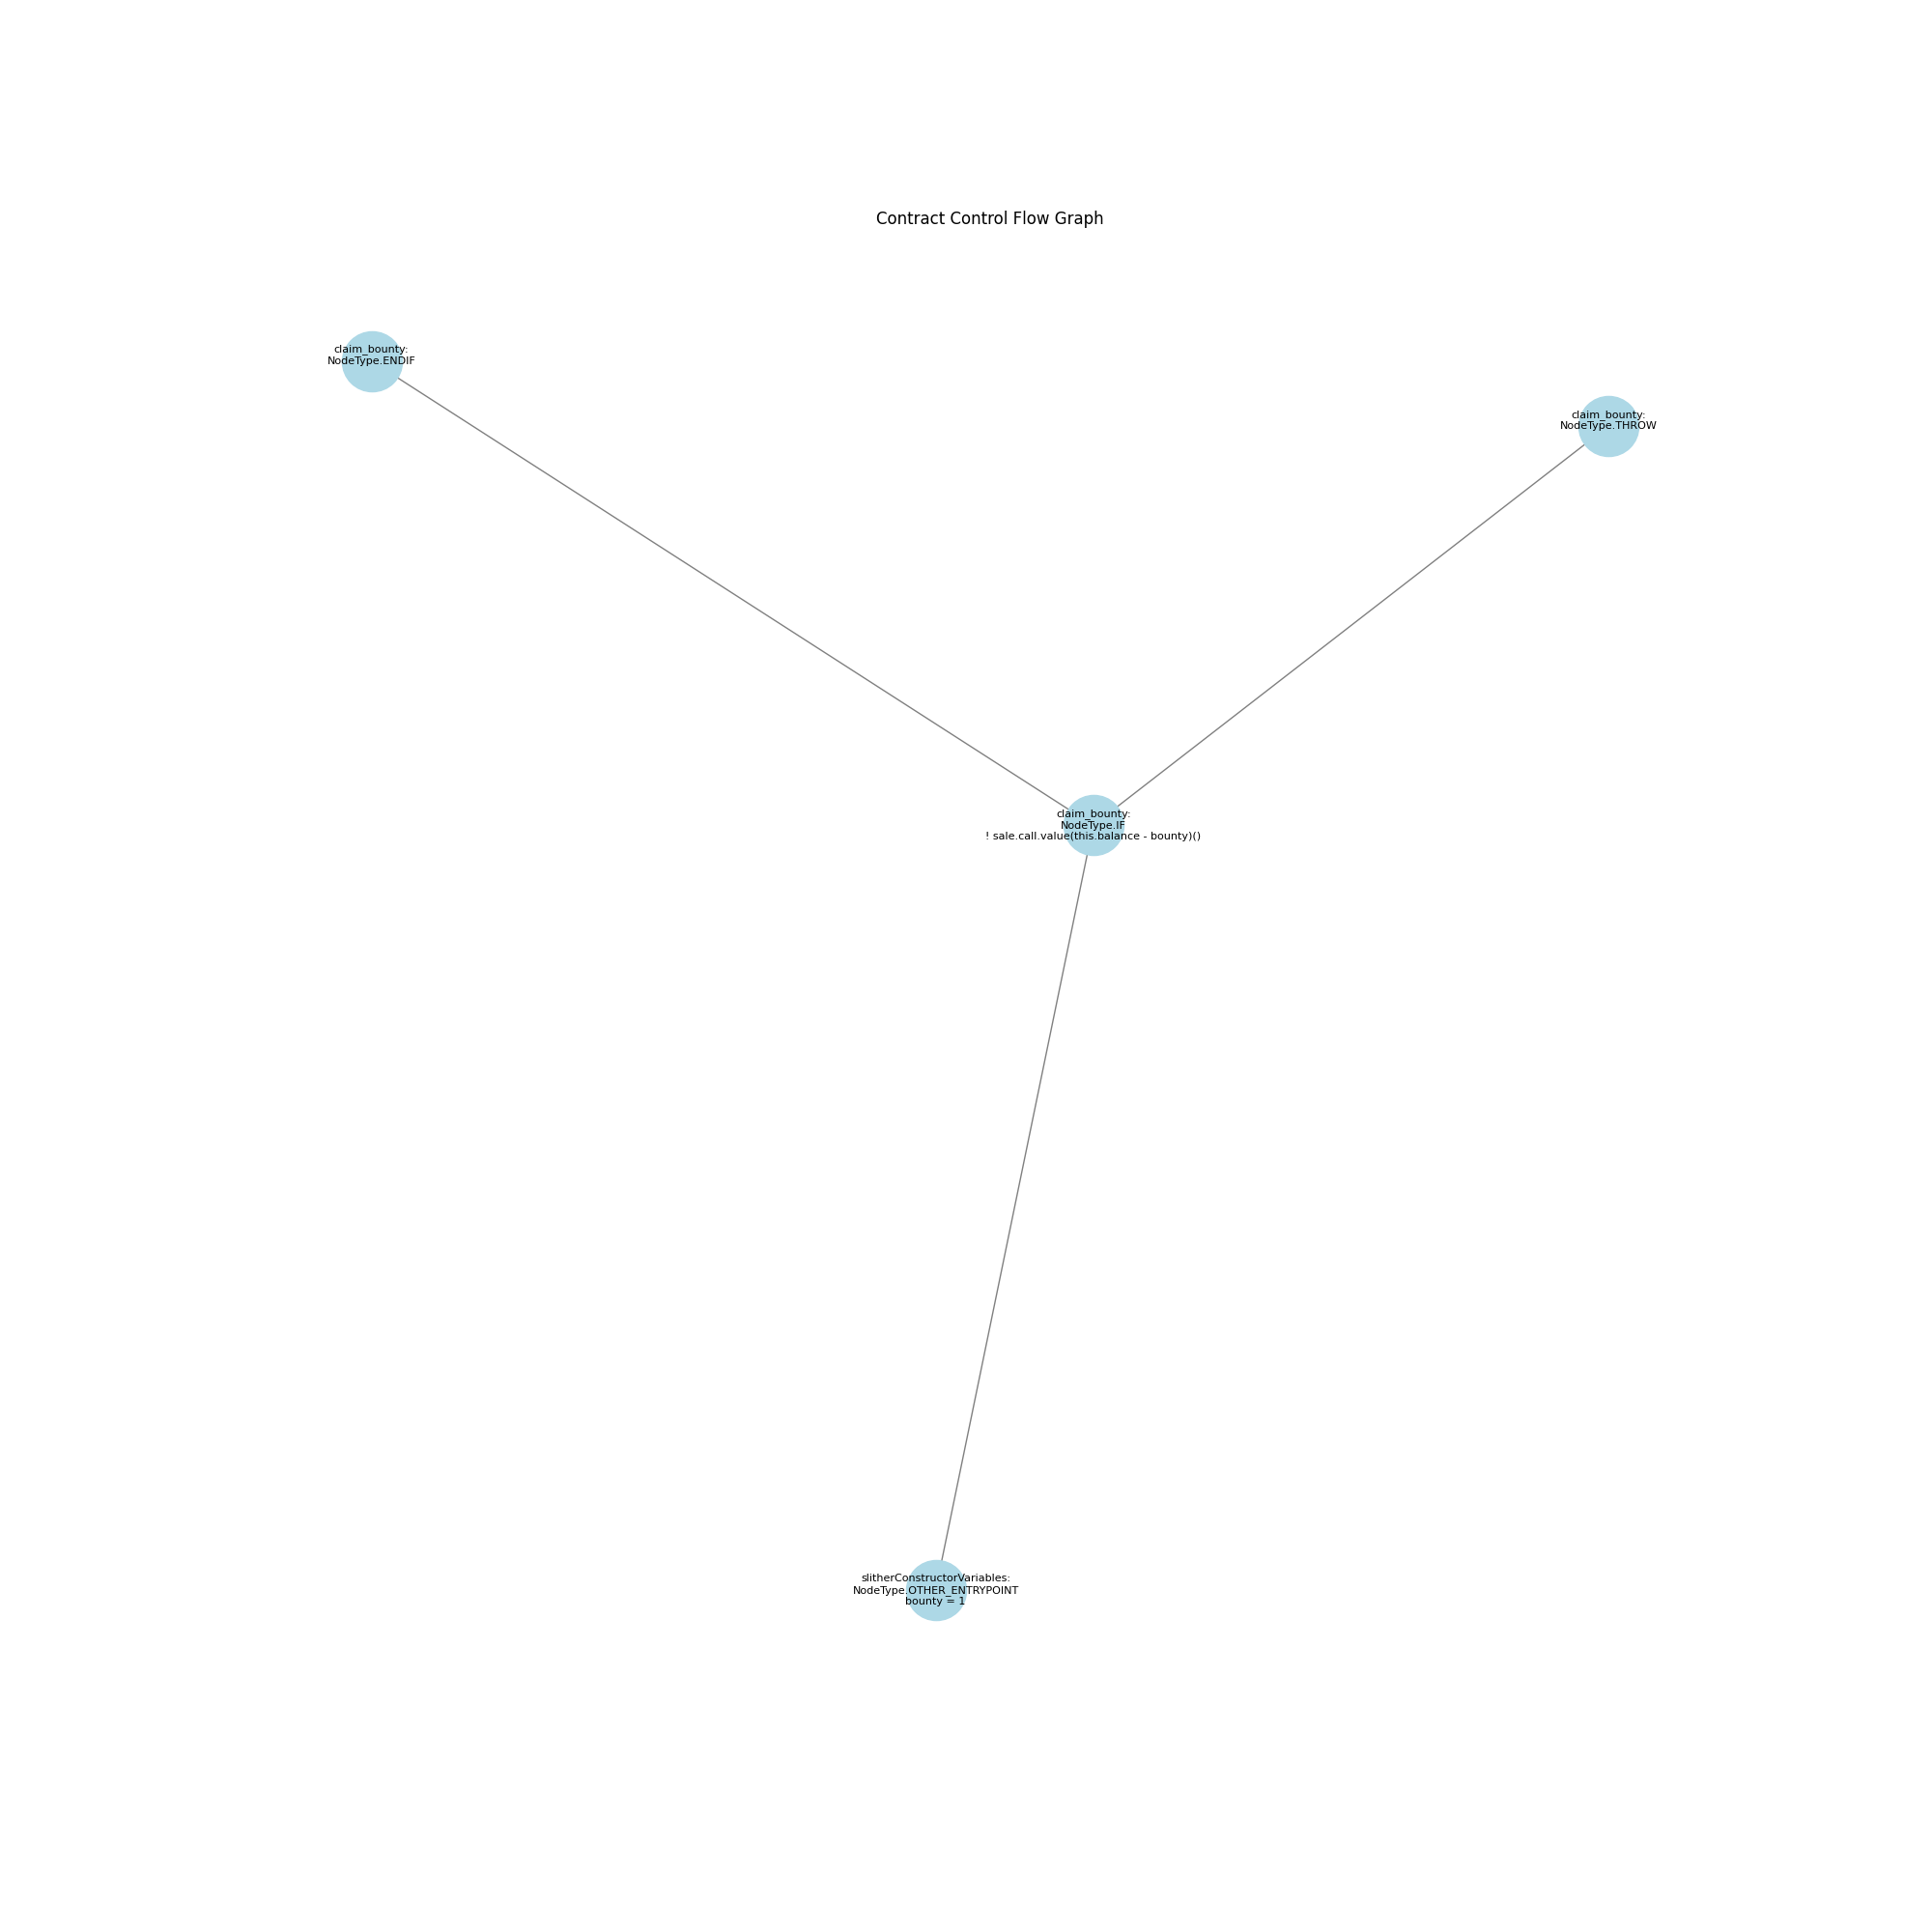 Contract Control Flow Graph
claim_bounty:
NodeType.ENDIF
claim_bounty:
NodeType.THROW
claim_bounty:
NodeType.IF
! sale.call.value(this.balance - bounty)()
slitherConstructorVariables:
NodeType.OTHER_ENTRYPOINT
bounty = 1